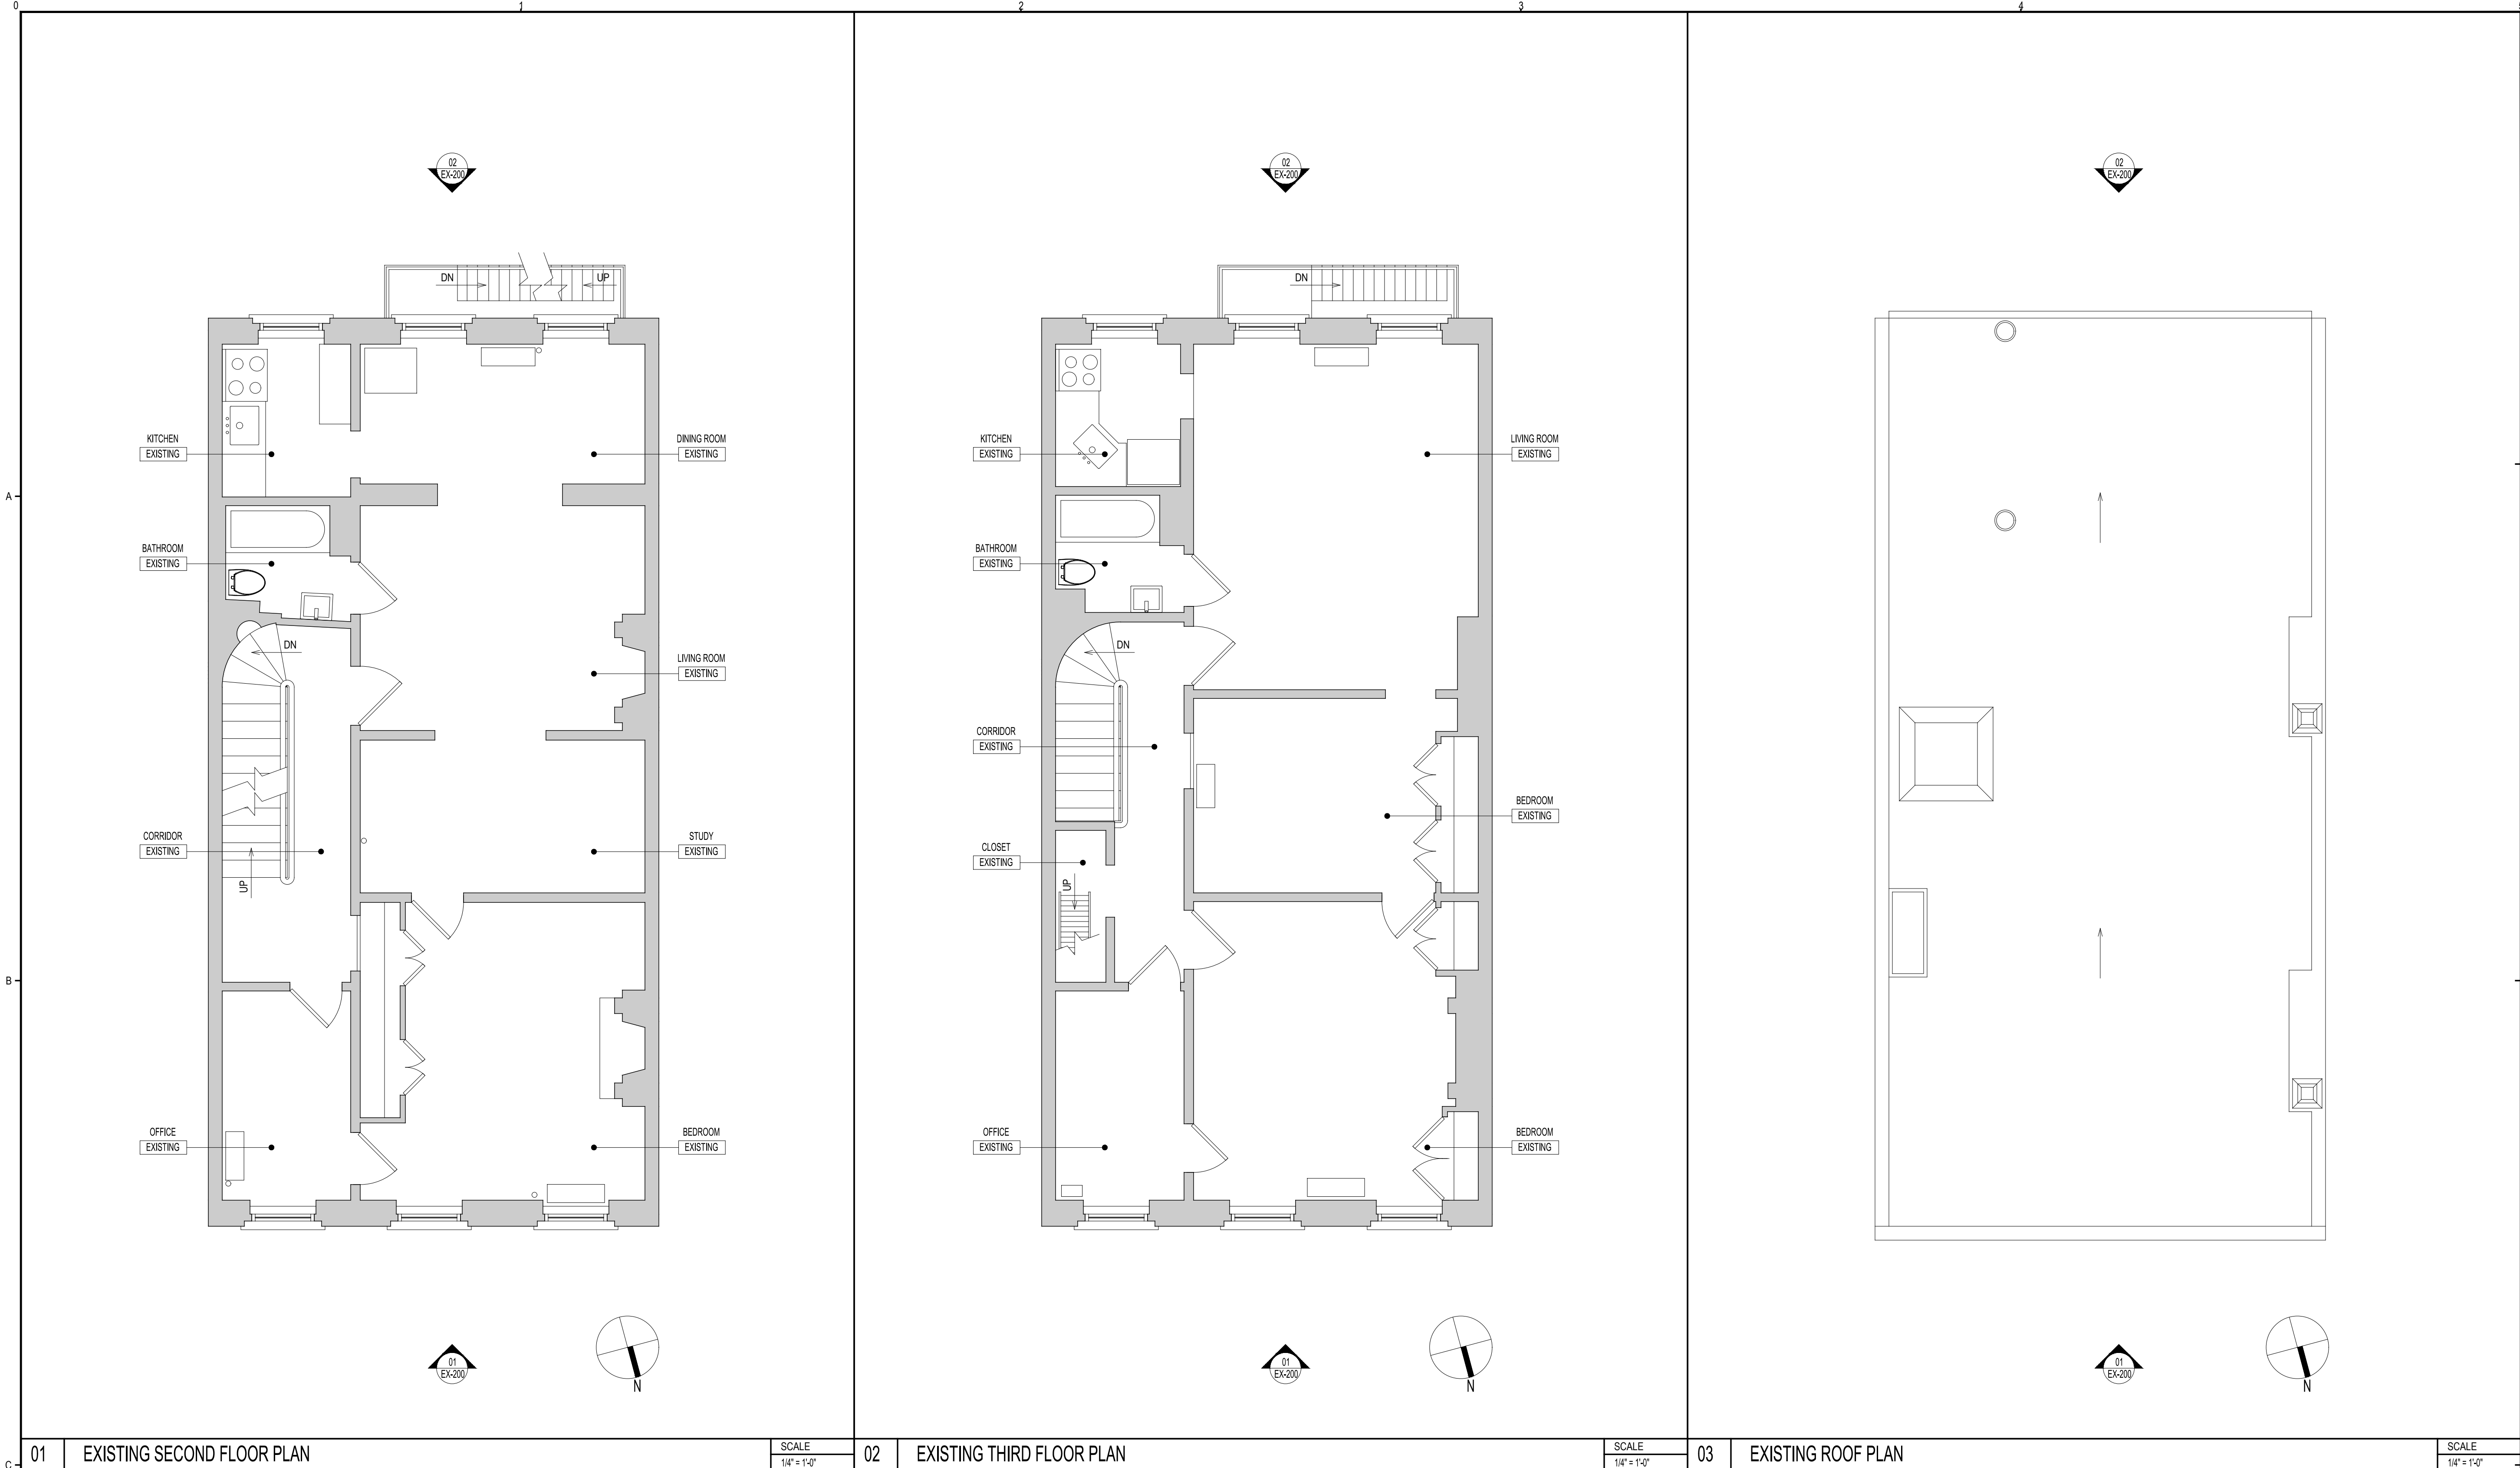 0
1
2
3
4
02
EX-200
02
EX-200
02
EX-200
DN
UP
DN
KITCHEN
EXISTING
DINING ROOM
EXISTING
KITCHEN
EXISTING
LIVING ROOM
EXISTING
A
BATHROOM
EXISTING
BATHROOM
EXISTING
DN
DN
LIVING ROOM
EXISTING
CORRIDOR
EXISTING
BEDROOM
EXISTING
CORRIDOR
EXISTING
STUDY
EXISTING
CLOSET
EXISTING
UP
UP
B
OFFICE
EXISTING
BEDROOM
EXISTING
OFFICE
EXISTING
BEDROOM
EXISTING
01
EX-200
N
01
EX-200
N
01
EX-200
N
01
EXISTING SECOND FLOOR PLAN
SCALE
1/4" = 1'-0"
02
EXISTING THIRD FLOOR PLAN
SCALE
1/4" = 1'-0"
03
EXISTING ROOF PLAN
SCALE
1/4" = 1'-0"
C